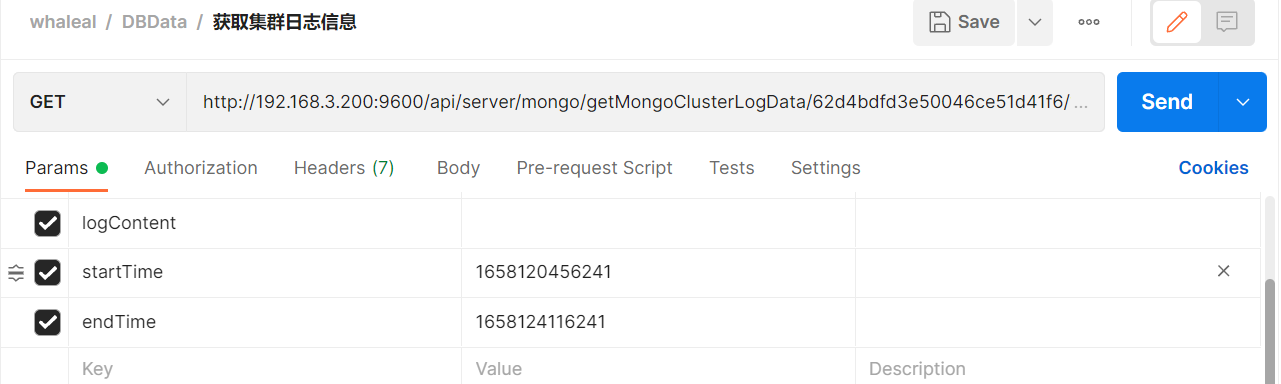 whaleal / DBData / 获取集群日志信息
Save
GET
http://192.168.3.200:9600/api/server/mongo/getMongoClusterLogData/62d4bdfd3e50046ce51d41f6/ ...
Send
Params Authorization Headers (7) Body Pre-request Script Tests Settings Cookies
logContent
startTime 1658120456241
endTime 1658124116241
Key Value Description